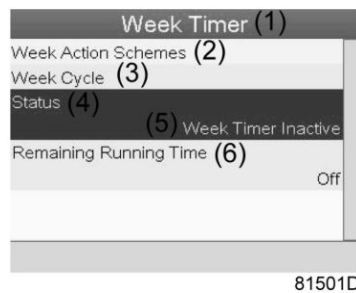 Week Timer (1)
Week Action Schemes (2)
Week Cycle (3)
Status (4)
(5) Week Timer Inactive
Remaining Running Time (6)
Off
81501D